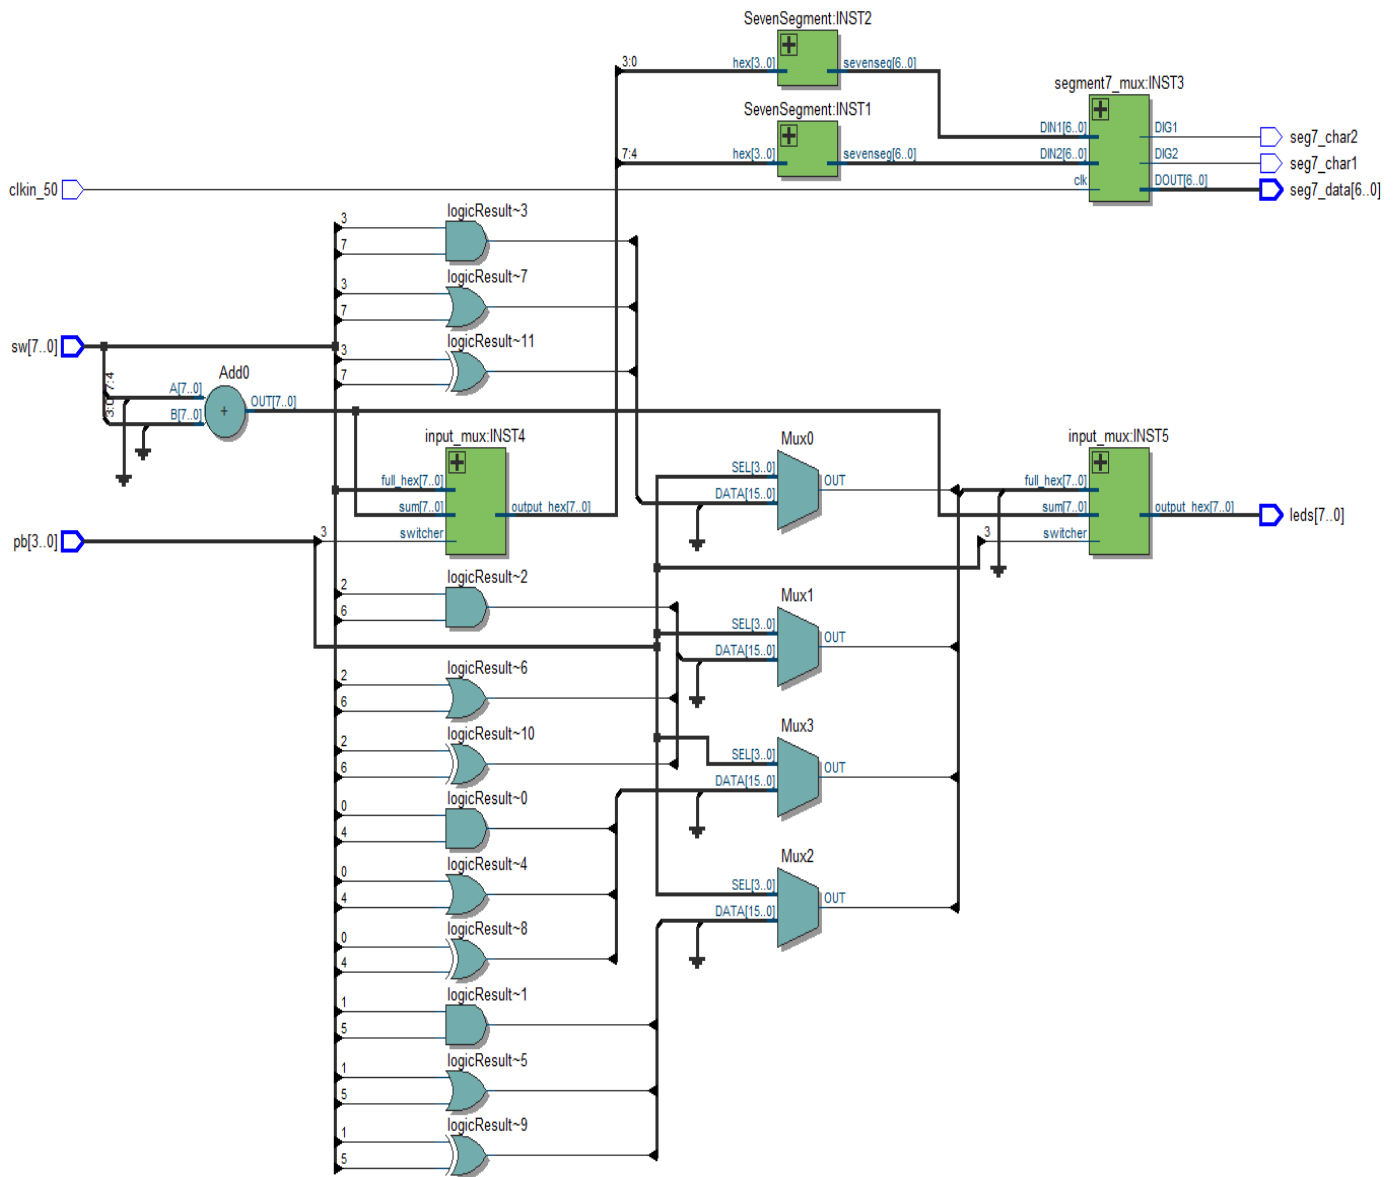 SevenSegment:INST2
3:0
hex[3..0]
sevenseg[6..0]
segment7_mux:INST3
SevenSegment:INST1
DIN1[6..0]
DIG1
seg7_char2
7:4
hex[3..0]
sevenseg[6..0]
DIN2[6..0]
DIG2
seg7_char1
clkin_50
clk
DOUT[6..0]
seg7_data[6..0]
logicResult~3
3
7
logicResult~7
3
7
logicResult~11
sw[7..0]
3
7
Add0
3:0
7:4
A[7..0]
B[7..0]
+
OUT[7..0]
input_mux:INST4
Mux0
input_mux:INST5
SEL[3..0]
full_hex[7..0]
OUT
full_hex[7..0]
DATA[15..0]
sum[7..0]
output_hex[7..0]
sum[7..0]
output_hex[7..0]
leds[7..0]
pb[3..0]
3
switcher
3
switcher
logicResult~2
2
6
Mux1
SEL[3..0]
OUT
DATA[15..0]
logicResult~6
2
6
Mux3
logicResult~10
2
6
SEL[3..0]
OUT
DATA[15..0]
logicResult~0
0
4
logicResult~4
Mux2
0
4
SEL[3..0]
OUT
DATA[15..0]
logicResult~8
0
4
logicResult~1
1
5
logicResult~5
1
5
logicResult~9
1
5